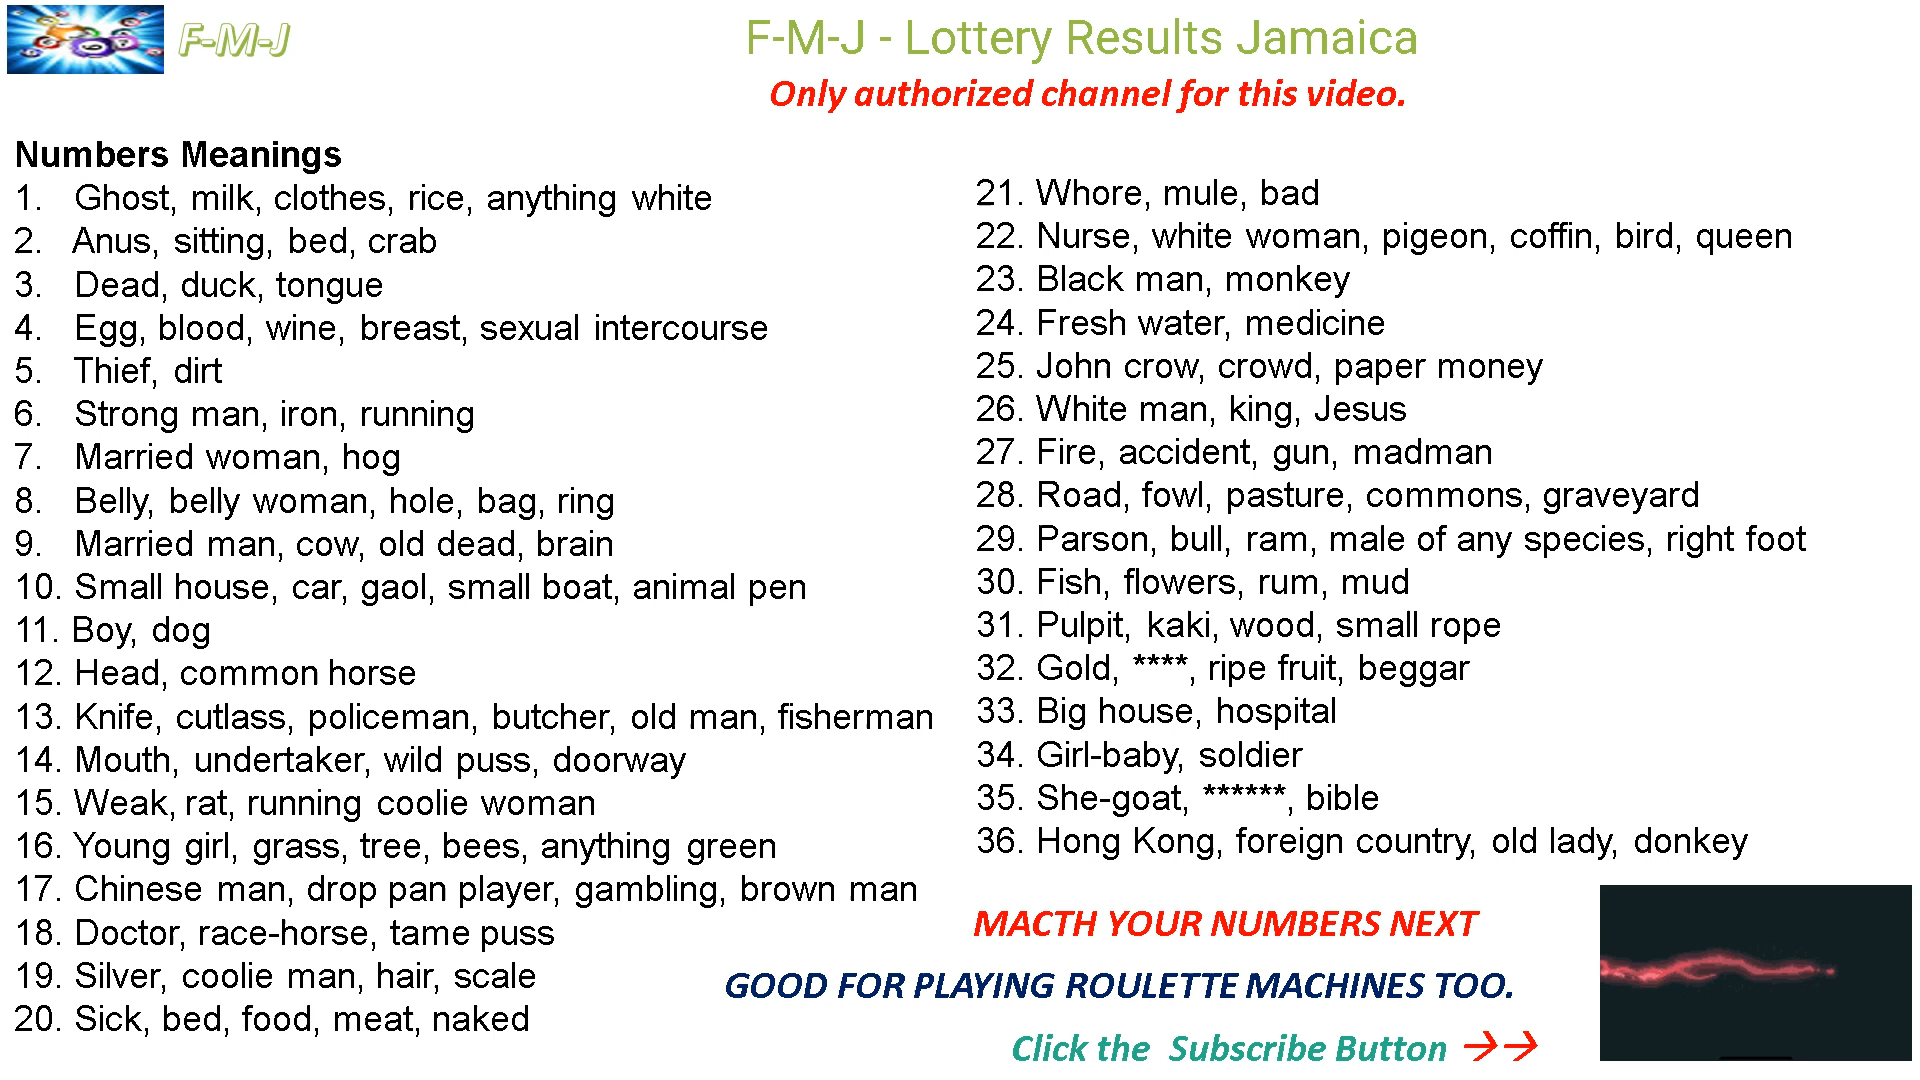 F-M-J
F-M-J - Lottery Results Jamaica
Only authorized channel for this video.
Numbers Meanings
1. Ghost, milk, clothes, rice, anything white
2. Anus, sitting, bed, crab
3. Dead, duck, tongue
4. Egg, blood, wine, breast, sexual intercourse
5. Thief, dirt
6. Strong man, iron, running
7. Married woman, hog
8. Belly, belly woman, hole, bag, ring
9. Married man, cow, old dead, brain
10. Small house, car, gaol, small boat, animal pen
11. Boy, dog
12. Head, common horse
13. Knife, cutlass, policeman, butcher, old man, fisherman
14. Mouth, undertaker, wild puss, doorway
15. Weak, rat, running coolie woman
16. Young girl, grass, tree, bees, anything green
17. Chinese man, drop pan player, gambling, brown man
18. Doctor, race-horse, tame puss
19. Silver, coolie man, hair, scale
20. Sick, bed, food, meat, naked
21. Whore, mule, bad
22. Nurse, white woman, pigeon, coffin, bird, queen
23. Black man, monkey
24. Fresh water, medicine
25. John crow, crowd, paper money
26. White man, king, Jesus
27. Fire, accident, gun, madman
28. Road, fowl, pasture, commons, graveyard
29. Parson, bull, ram, male of any species, right foot
30. Fish, flowers, rum, mud
31. Pulpit, kaki, wood, small rope
32. Gold, ****, ripe fruit, beggar
33. Big house, hospital
34. Girl-baby, soldier
35. She-goat, ******, bible
36. Hong Kong, foreign country, old lady, donkey
MACTH YOUR NUMBERS NEXT
GOOD FOR PLAYING ROULETTE MACHINES TOO.
Click the Subscribe Button →→